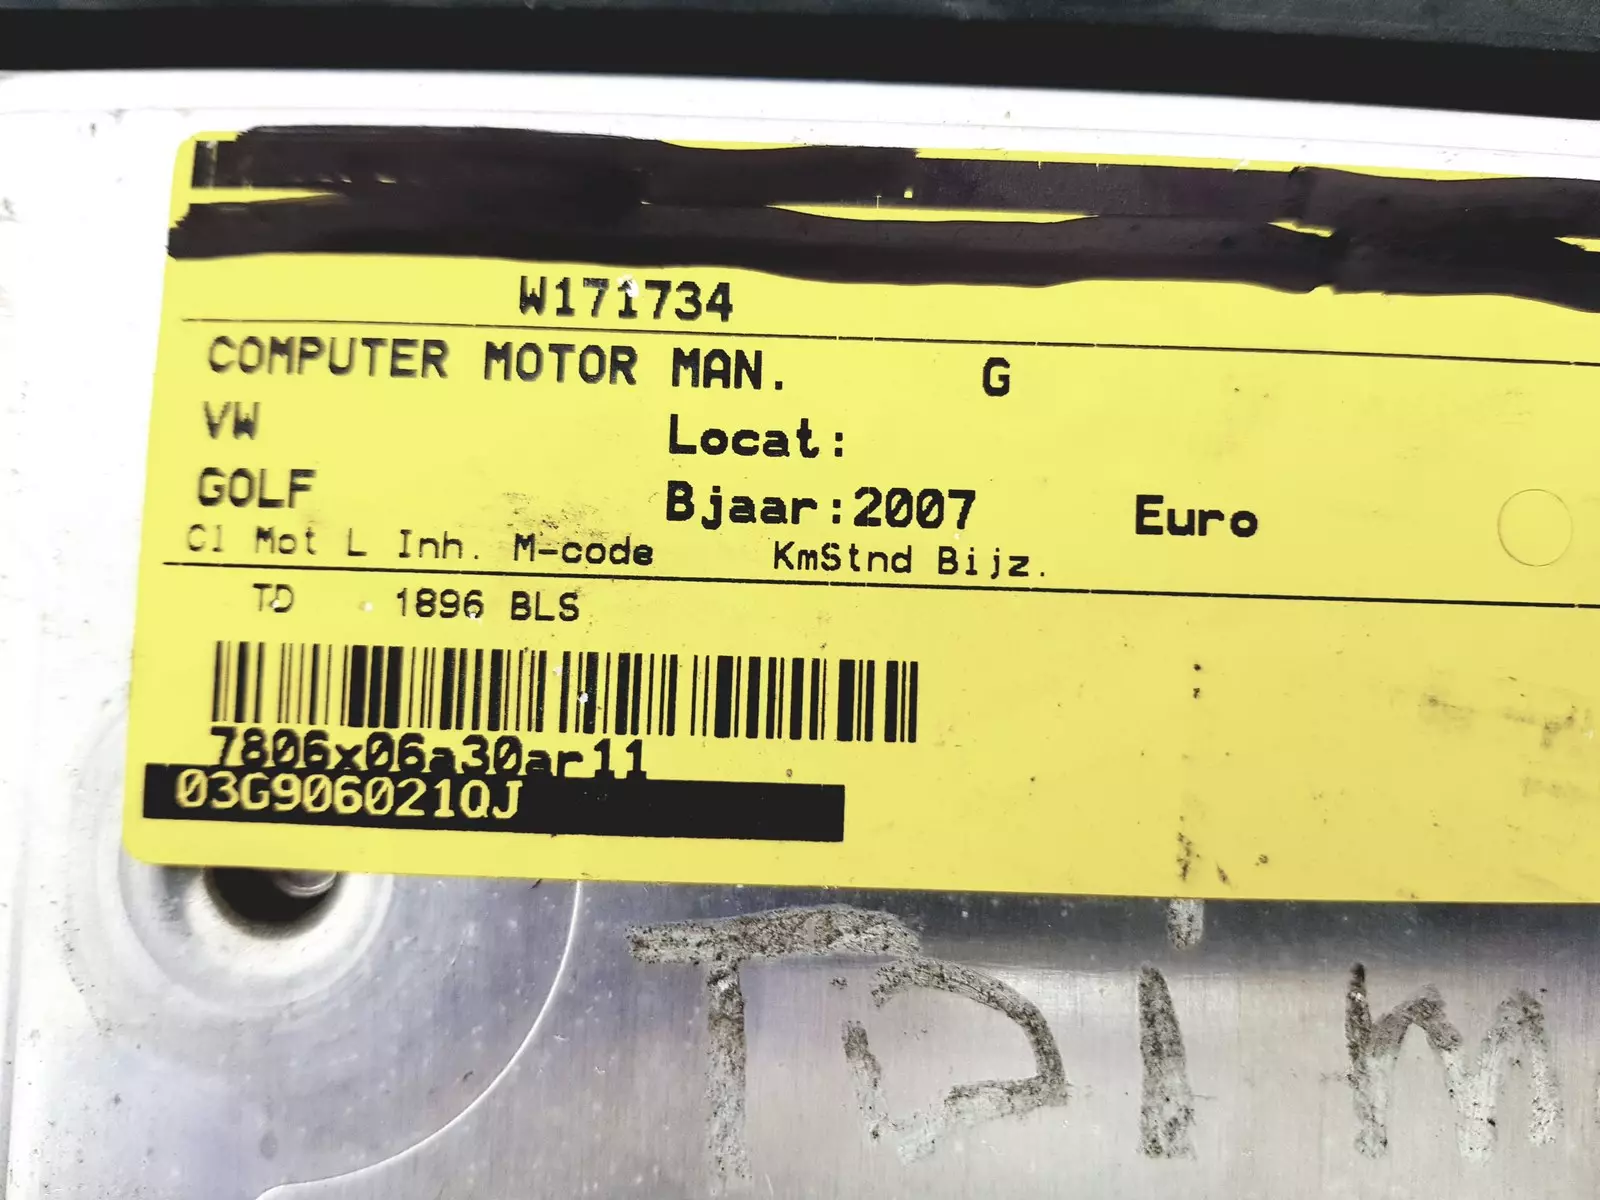 W171734
COMPUTER MOTOR MAN. G
VW Locat:
GOLF Bjaar:2007 Euro
Cl Mot L Inh. M-code KmStnd Bijz.
TD 1896 BLS
7806x06a30ar11
03G906021QJ
TDI M